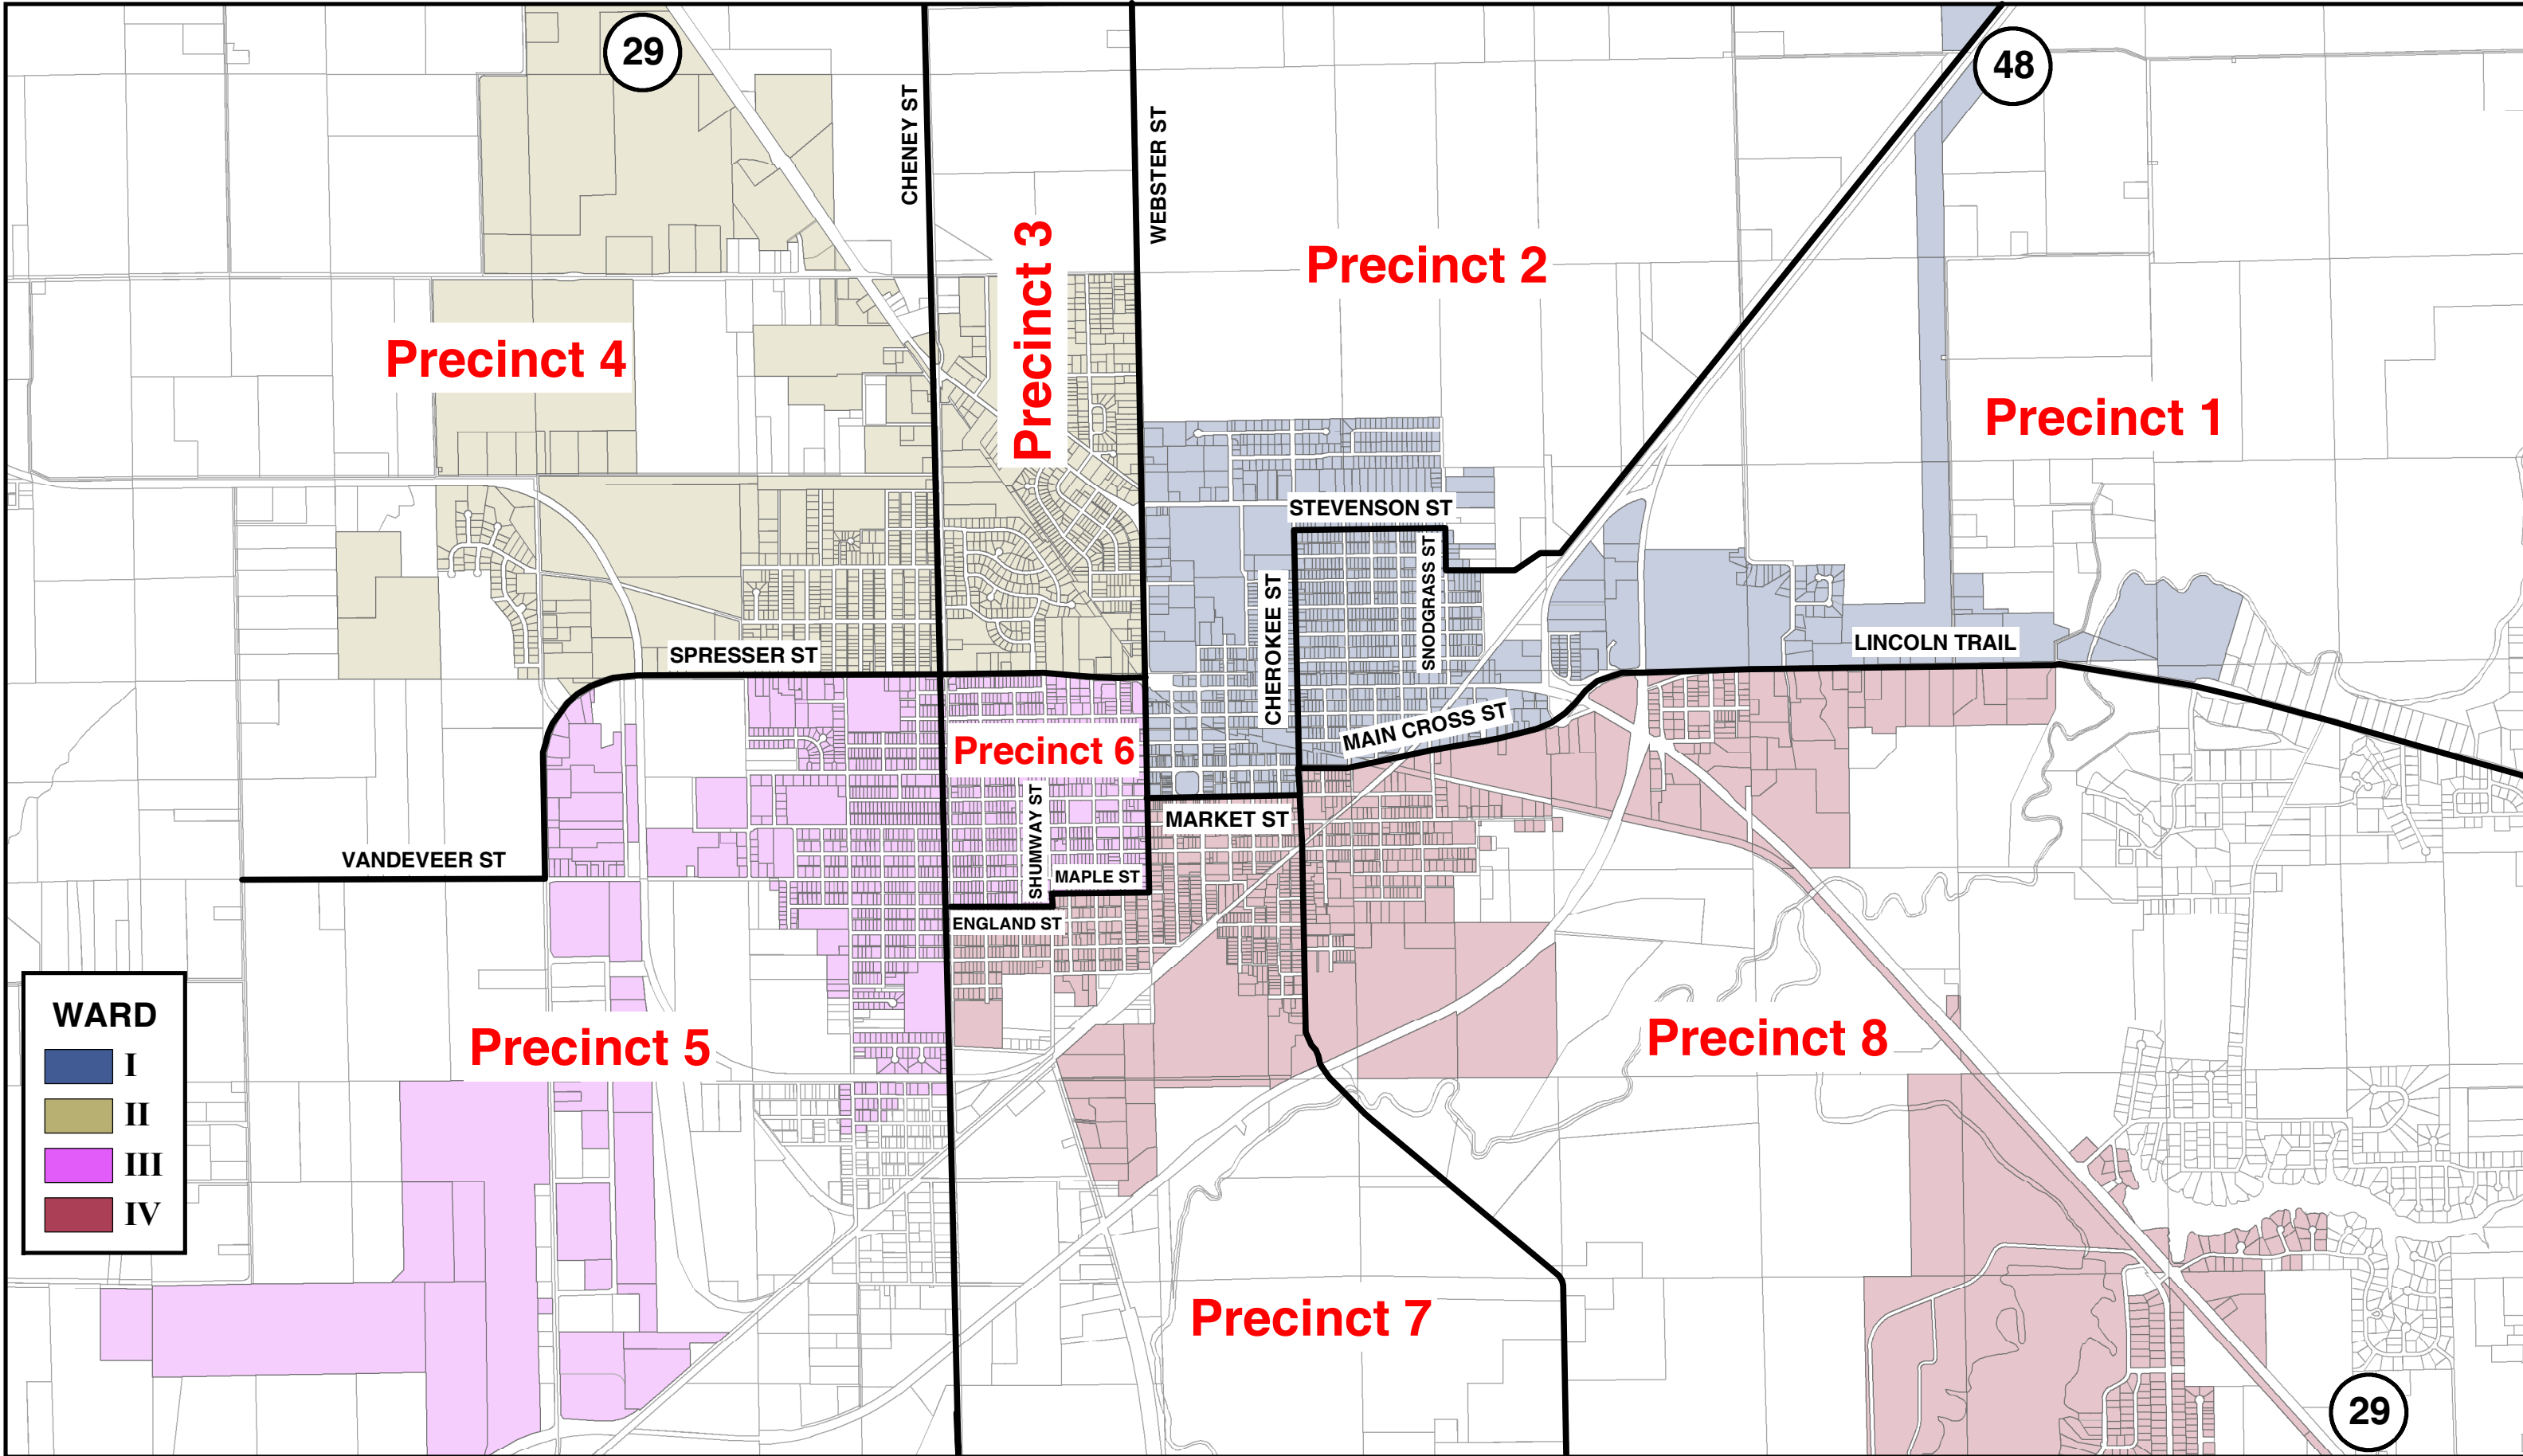 29
48
CHENEY ST
WEBSTER ST
Precinct 3
Precinct 2
Precinct 4
Precinct 1
STEVENSON ST
SNODGRASS ST
CHEROKEE ST
LINCOLN TRAIL
SPRESSER ST
MAIN CROSS ST
Precinct 6
SHUMWAY ST
MARKET ST
VANDEVEER ST
MAPLE ST
ENGLAND ST
WARD
I
II
III
IV
Precinct 5
Precinct 8
Precinct 7
29